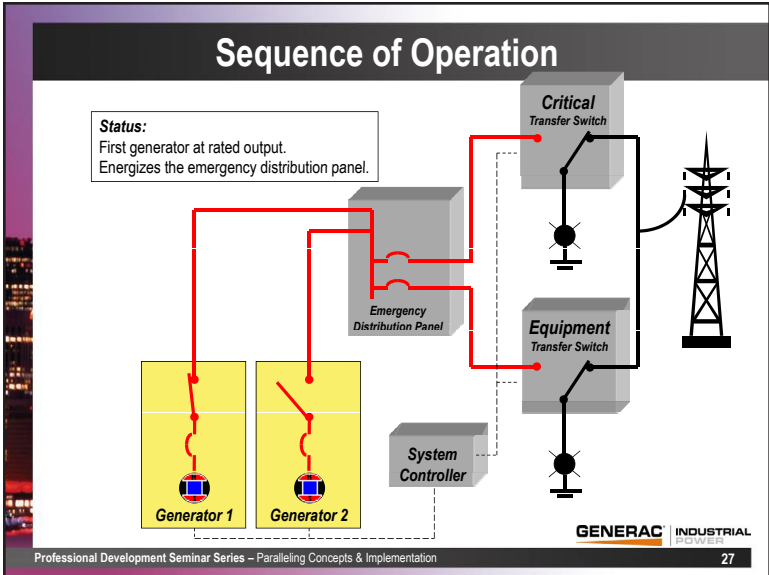 Sequence of Operation
Status:
First generator at rated output.
Energizes the emergency distribution panel.
Critical
Transfer Switch
Emergency
Distribution Panel
Equipment
Transfer Switch
System
Controller
Generator 1
Generator 2
GENERAC INDUSTRIAL
POWER
Professional Development Seminar Series – Paralleling Concepts & Implementation
27